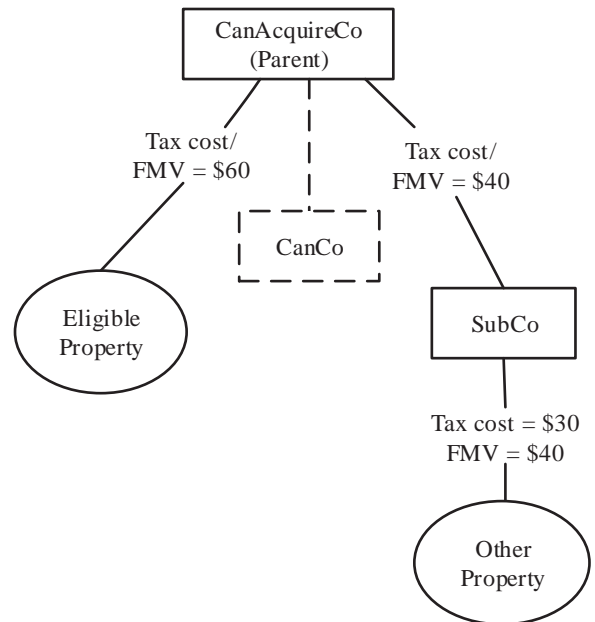 CanAcquireCo
(Parent)
Tax cost/
FMV = $60
Tax cost/
FMV = $40
CanCo
Eligible
Property
SubCo
Tax cost = $30
FMV = $40
Other
Property